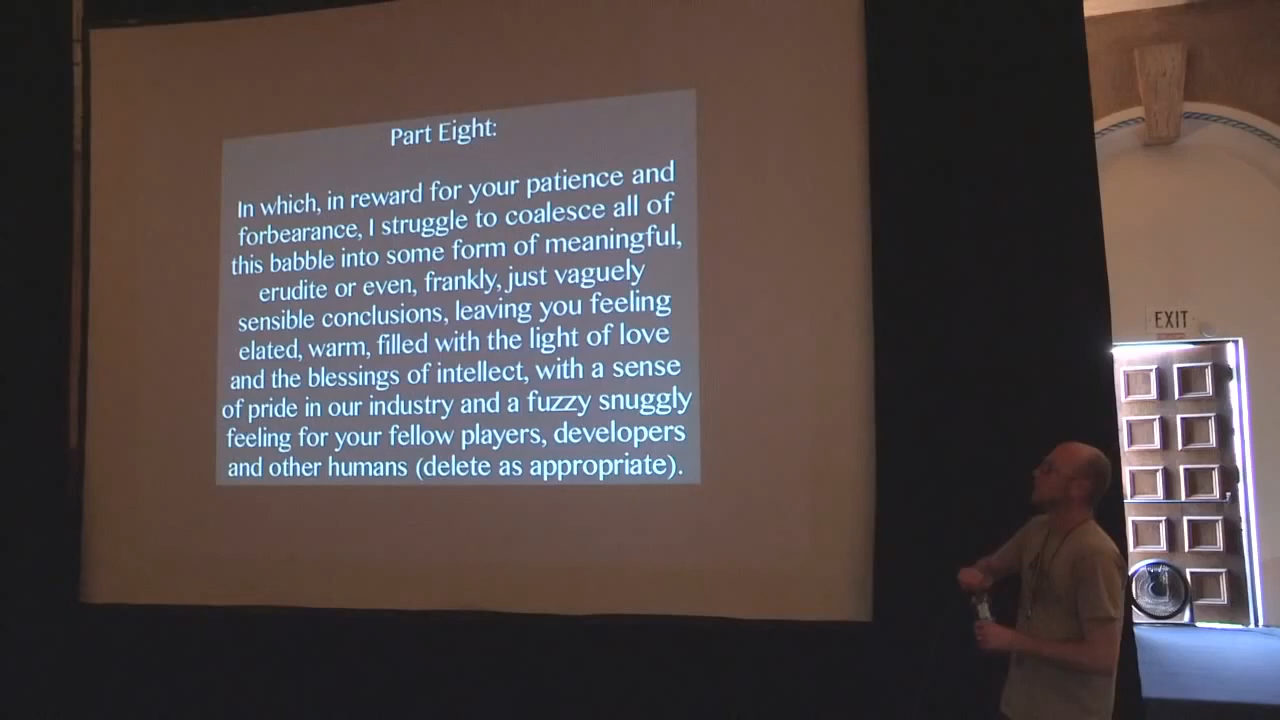 Part Eight:
In which, in reward for your patience and
forbearance, I struggle to coalesce all of
this babble into some form of meaningful,
erudite or even, frankly, just vaguely
sensible conclusions, leaving you feeling
elated, warm, filled with the light of love
and the blessings of intellect, with a sense
of pride in our industry and a fuzzy snuggly
feeling for your fellow players, developers
and other humans (delete as appropriate).
EXIT